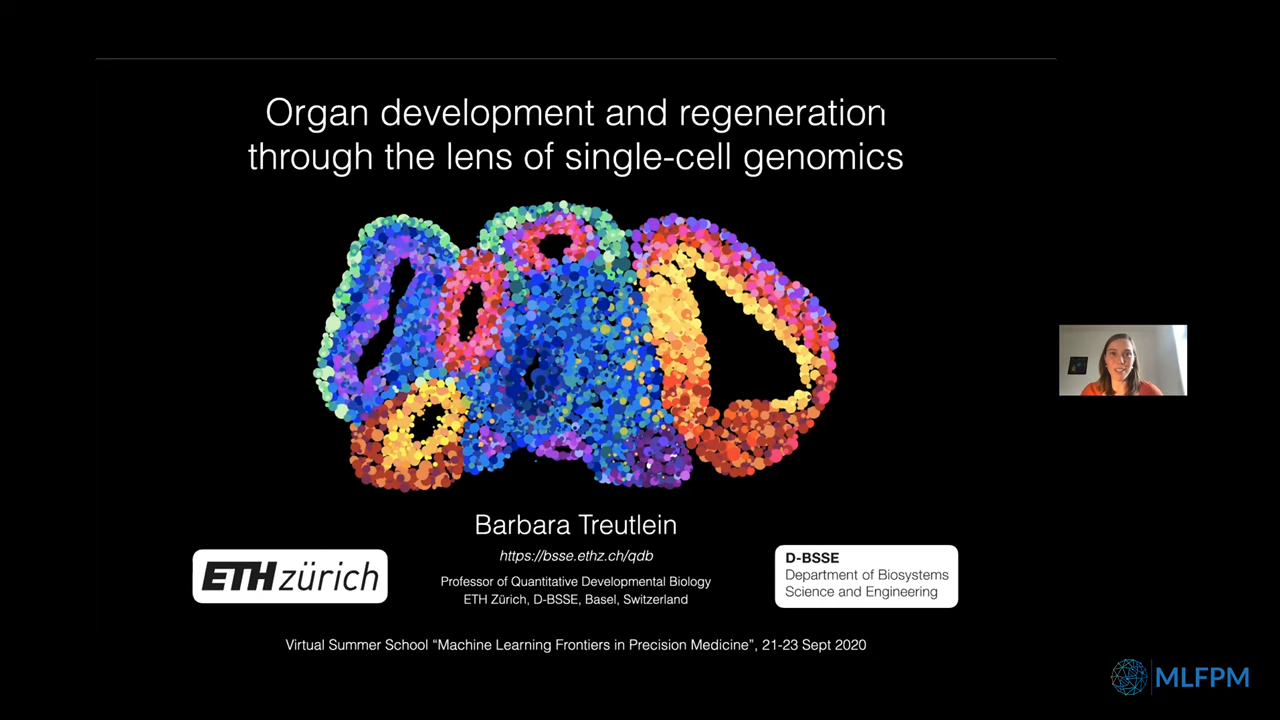 Organ development and regeneration
through the lens of single-cell genomics
Barbara Treutlein
https://bsse.ethz.ch/qdb
Professor of Quantitative Developmental Biology
ETH Zürich, D-BSSE, Basel, Switzerland
ETH zürich
D-BSSE
Department of Biosystems
Science and Engineering
Virtual Summer School “Machine Learning Frontiers in Precision Medicine”, 21-23 Sept 2020
MLFPM